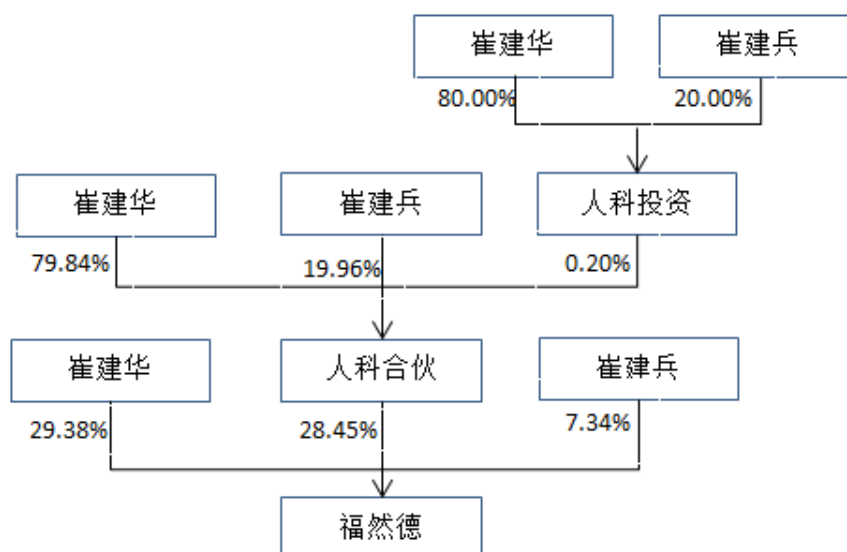 崔建华
崔建兵
80.00%
20.00%
崔建华
崔建兵
人科投资
79.84%
19.96%
0.20%
崔建华
人科合伙
崔建兵
29.38%
28.45%
7.34%
福然德